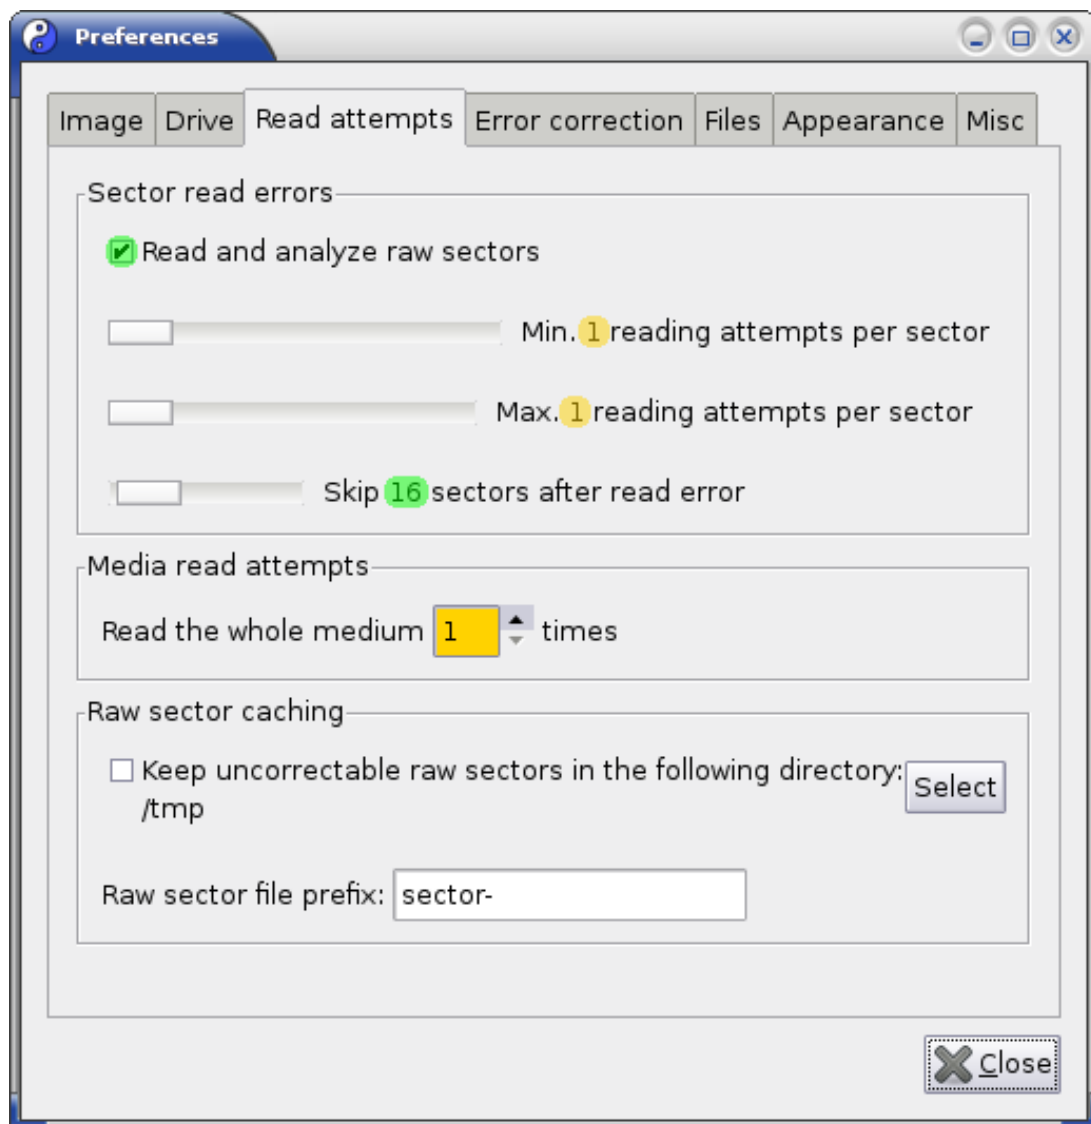 Preferences
Image Drive Read attempts Error correction Files Appearance Misc
Sector read errors
Read and analyze raw sectors
Min. 1 reading attempts per sector
Max. 1 reading attempts per sector
Skip 16 sectors after read error
Media read attempts
Read the whole medium 1 times
Raw sector caching
Keep uncorrectable raw sectors in the following directory:
/tmp
Select
Raw sector file prefix: sector-
Close